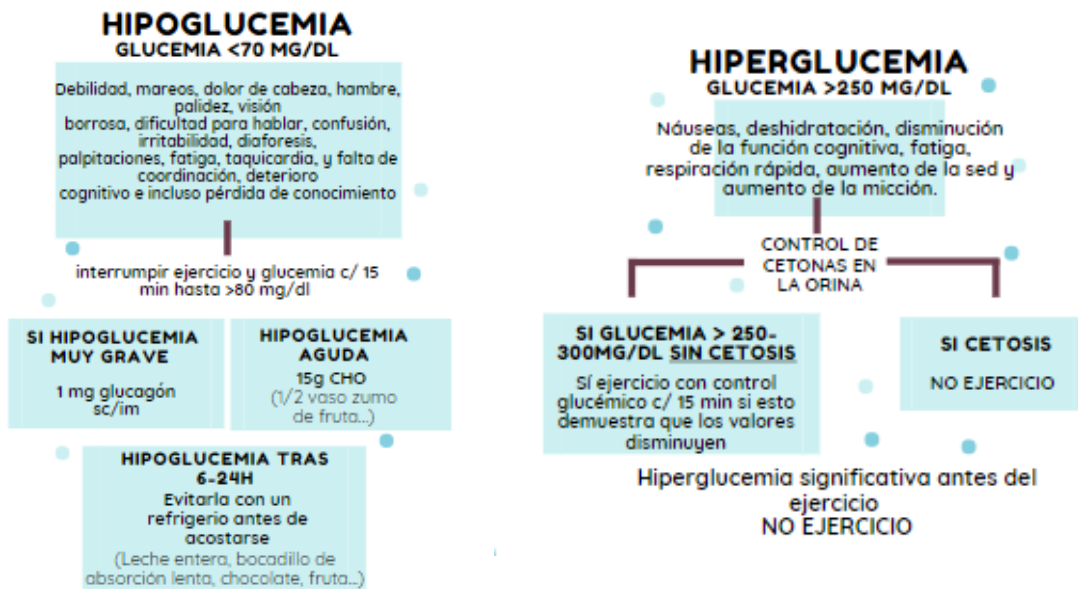 HIPOGLUCEMIA
GLUCEMIA <70 MG/DL
Debilidad, mareos, dolor de cabeza, hambre,
palidez, visión
borrosa, dificultad para hablar, confusión,
irritabilidad, diaforesis,
palpitaciones, fatiga, taquicardia, y falta de
coordinación, deterioro
cognitivo e incluso pérdida de conocimiento
interrumpir ejercicio y glucemia c/ 15
min hasta >80 mg/dl
SI HIPOGLUCEMIA
MUY GRAVE
1 mg glucagón
sc/im
HIPOGLUCEMIA
AGUDA
15g CHO
(1/2 vaso zumo
de fruta...)
HIPOGLUCEMIA TRAS
6-24H
Evitarla con un
refrigerio antes de
acostarse
(Leche entera, bocadillo de
absorción lenta, chocolate, fruta...)
HIPERGLUCEMIA
GLUCEMIA >250 MG/DL
Náuseas, deshidratación, disminución
de la función cognitiva, fatiga,
respiración rápida, aumento de la sed y
aumento de la micción.
CONTROL DE
CETONAS EN
LA ORINA
SI GLUCEMIA > 250-
300MG/DL SIN CETOSIS
Sí ejercicio con control
glucémico c/ 15 min si esto
demuestra que los valores
disminuyen
SI CETOSIS
NO EJERCICIO
Hiperglucemia significativa antes del
ejercicio
NO EJERCICIO